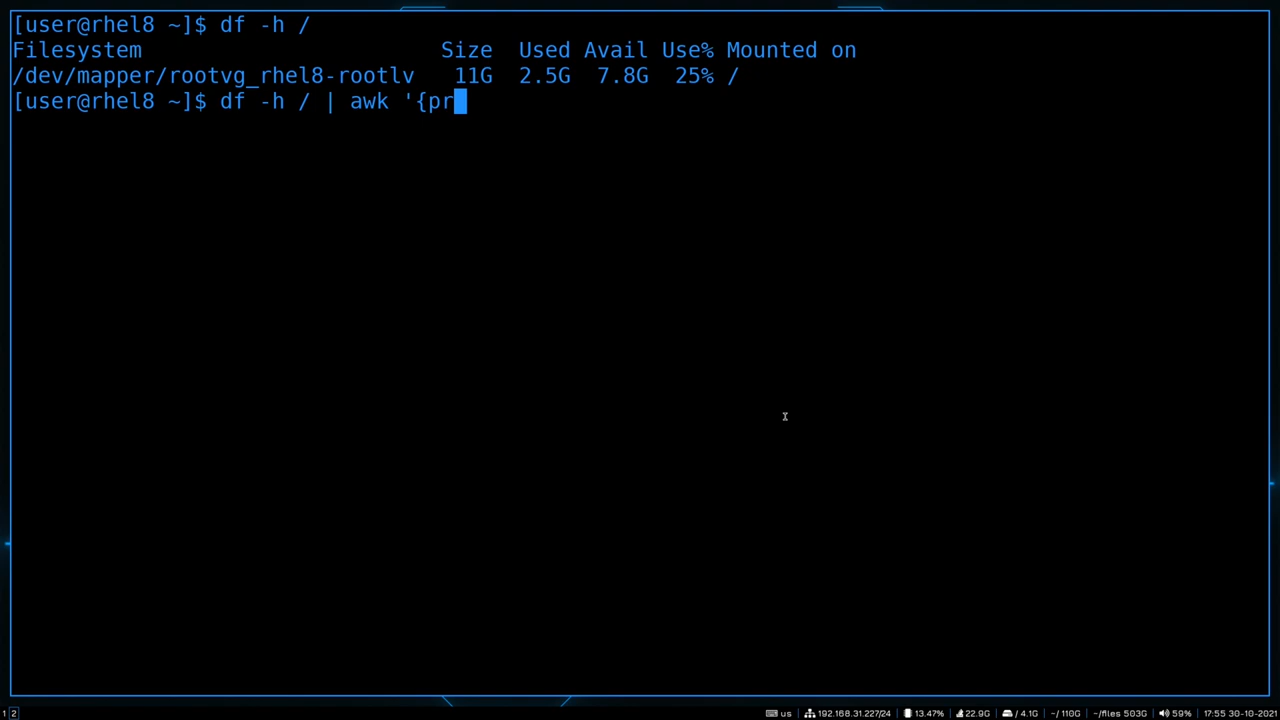 [user@rhel8 ~]$ df -h /
Filesystem                       Size  Used Avail Use% Mounted on
/dev/mapper/rootvg_rhel8-rootlv   11G  2.5G  7.8G  25% /
[user@rhel8 ~]$ df -h / | awk '{pr
1 2 us 192.168.31.227/24 13.47% 22.9G / 4.1G ~/ 110G ~/files 503G 59% 17:55 30-10-2021